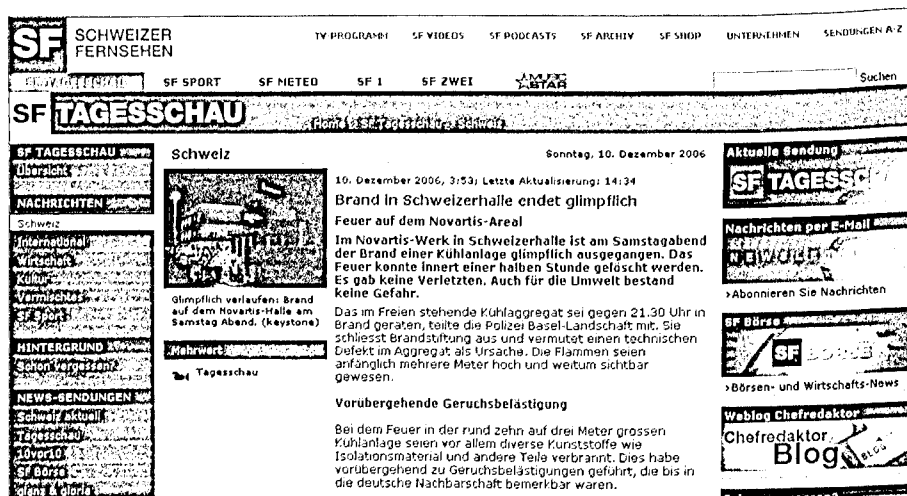 SF SCHWEIZER FERNSEHEN
TV PROGRAMM SF VIDEOS SF PODCASTS SF ARCHIV SF SHOP UNTERNEHMEN SENDUNGEN A-Z
SF SPORT SF METEO SF 1 SF ZWEI MUSIC STAR Suchen
SF TAGESSCHAU
Home > SF Tagesschau > Schweiz
SF TAGESSCHAU
Übersicht
NACHRICHTEN
Schweiz
International
Wirtschaft
Kultur
Vermischtes
SF Sport
HINTERGRUND
Schon vergessen?
NEWS-SENDUNGEN
Schweiz aktuell
Tagesschau
10vor10
SF Börse
glanz & gloria
Schweiz
Sonntag, 10. Dezember 2006
Glimpflich verlaufen: Brand
auf dem Novartis-Halle am
Samstag Abend. (keystone)
Mehrwert
Tagesschau
10. Dezember 2006, 3:53; Letzte Aktualisierung: 14:34
Brand in Schweizerhalle endet glimpflich
Feuer auf dem Novartis-Areal
Im Novartis-Werk in Schweizerhalle ist am Samstagabend
der Brand einer Kühlanlage glimpflich ausgegangen. Das
Feuer konnte innert einer halben Stunde gelöscht werden.
Es gab keine Verletzten. Auch für die Umwelt bestand
keine Gefahr.
Das im Freien stehende Kühlaggregat sei gegen 21.30 Uhr in
Brand geraten, teilte die Polizei Basel-Landschaft mit. Sie
schliesst Brandstiftung aus und vermutet einen technischen
Defekt im Aggregat als Ursache. Die Flammen seien
anfänglich mehrere Meter hoch und weitum sichtbar
gewesen.
Vorübergehende Geruchsbelästigung
Bei dem Feuer in der rund zehn auf drei Meter grossen
Kühlanlage seien vor allem diverse Kunststoffe wie
Isolationsmaterial und andere Teile verbrannt. Dies habe
vorübergehend zu Geruchsbelästigungen geführt, die bis in
die deutsche Nachbarschaft bemerkbar waren.
Aktuelle Sendung
SF TAGESSCHAU
Nachrichten per E-Mail
›Abonnieren Sie Nachrichten
SF Börse
SF BÖRSE
›Börsen- und Wirtschafts-News
Weblog Chefredaktor
Chefredaktor
Blog
BLOG